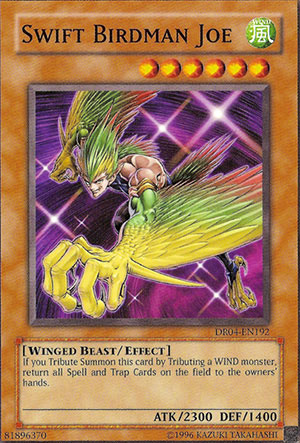 SWIFT BIRDMAN JOE
WIND
風
DR04-EN192
[WINGED BEAST/EFFECT]
If you Tribute Summon this card by Tributing a WIND monster,
return all Spell and Trap Cards on the field to the owners'
hands.
ATK/2300 DEF/1400
81896370
©1996 KAZUKI TAKAHASHI